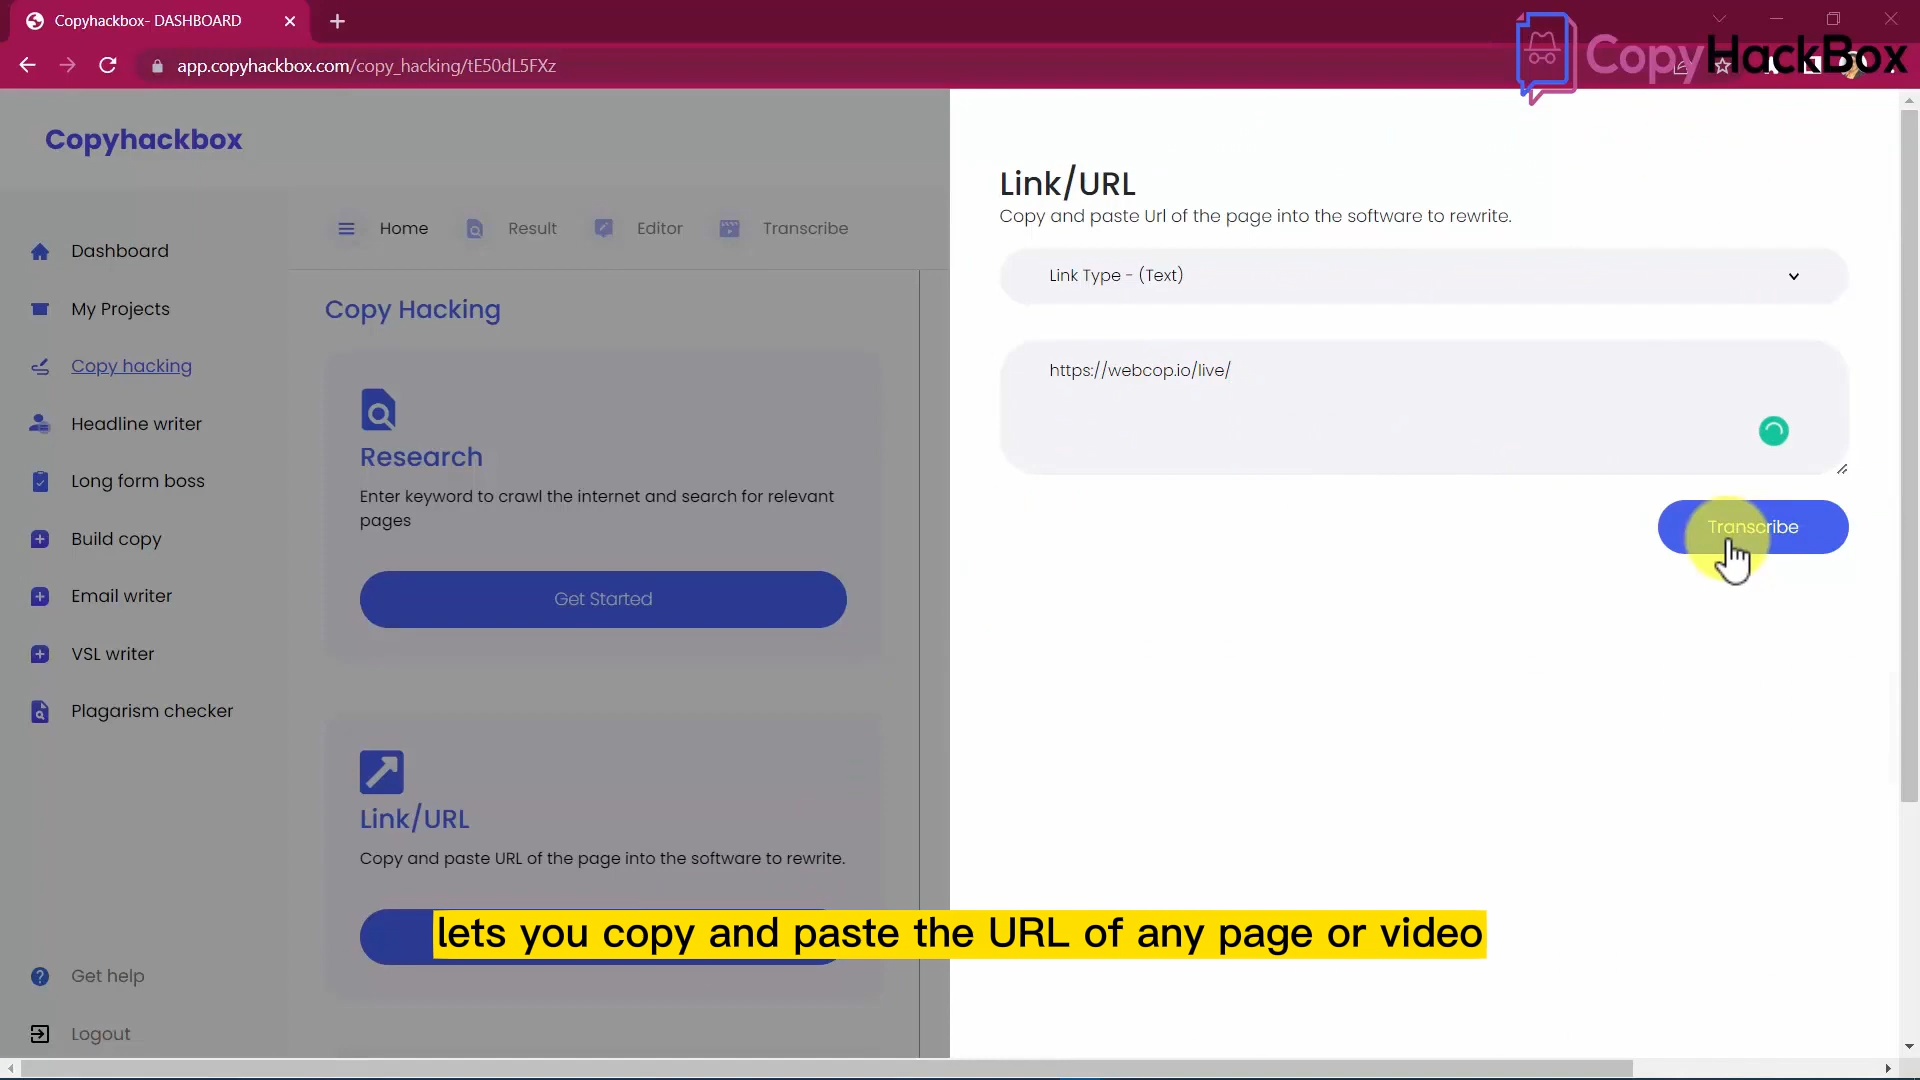 Copyhackbox- DASHBOARD
app.copyhackbox.com/copy_hacking/tE50dL5FXz
CopyHackBox
Copyhackbox
Dashboard
My Projects
Copy hacking
Headline writer
Long form boss
Build copy
Email writer
VSL writer
Plagarism checker
Get help
Logout
Home
Result
Editor
Transcribe
Copy Hacking
Research
Enter keyword to crawl the internet and search for relevant
pages
Get Started
Link/URL
Copy and paste URL of the page into the software to rewrite.
Link/URL
Copy and paste Url of the page into the software to rewrite.
Link Type - (Text)
https://webcop.io/live/
Transcribe
lets you copy and paste the URL of any page or video